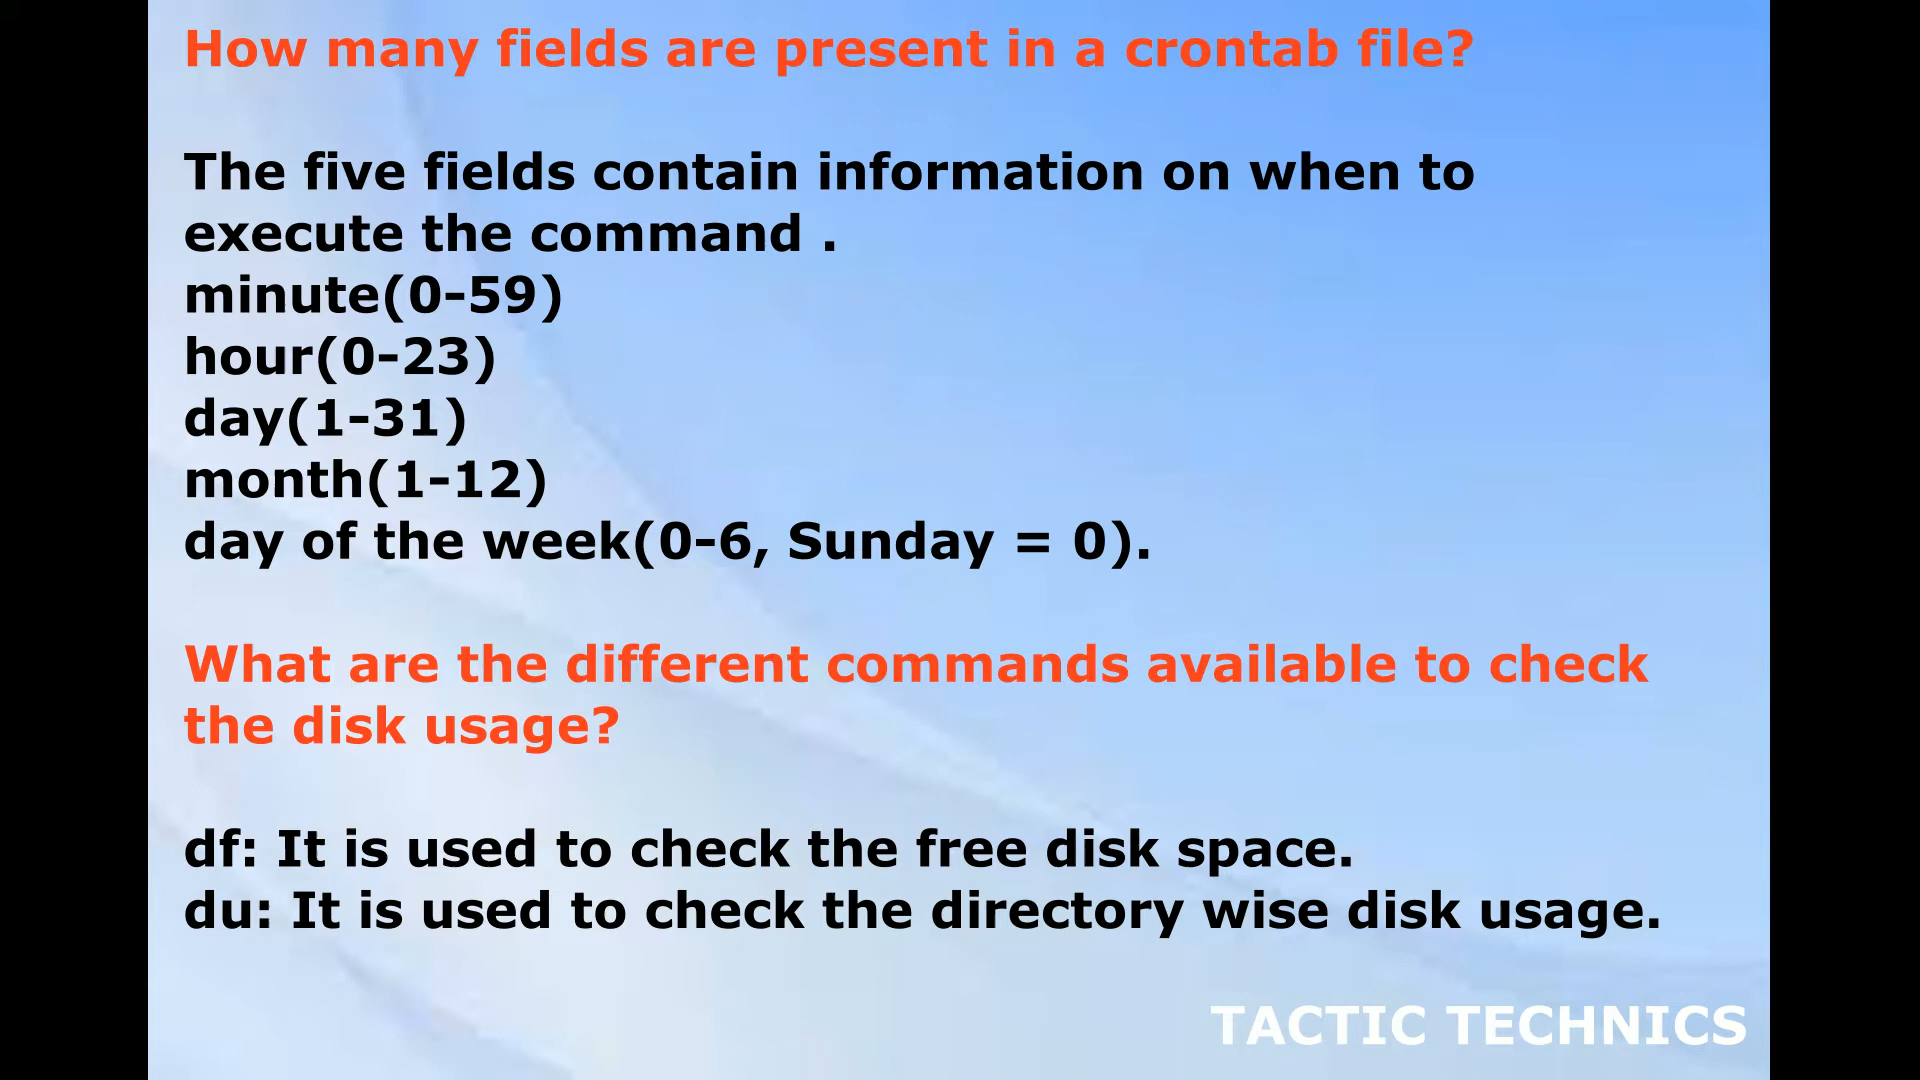 How many fields are present in a crontab file?
The five fields contain information on when to
execute the command .
minute(0-59)
hour(0-23)
day(1-31)
month(1-12)
day of the week(0-6, Sunday = 0).
What are the different commands available to check
the disk usage?
df: It is used to check the free disk space.
du: It is used to check the directory wise disk usage.
TACTIC TECHNICS